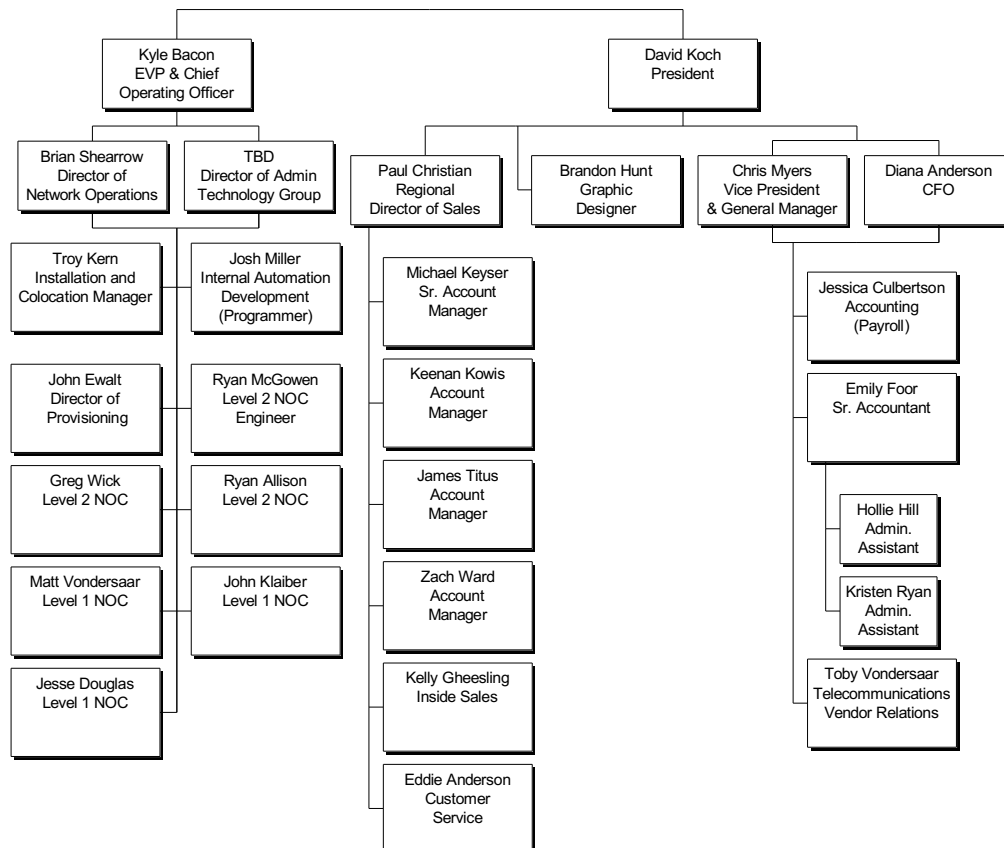 Kyle Bacon
EVP & Chief
Operating Officer
David Koch
President
Brian Shearrow
Director of
Network Operations
TBD
Director of Admin
Technology Group
Paul Christian
Regional
Director of Sales
Brandon Hunt
Graphic
Designer
Chris Myers
Vice President
& General Manager
Diana Anderson
CFO
Troy Kern
Installation and
Colocation Manager
Josh Miller
Internal Automation
Development
(Programmer)
John Ewalt
Director of
Provisioning
Ryan McGowen
Level 2 NOC
Engineer
Greg Wick
Level 2 NOC
Ryan Allison
Level 2 NOC
Matt Vondersaar
Level 1 NOC
John Klaiber
Level 1 NOC
Jesse Douglas
Level 1 NOC
Michael Keyser
Sr. Account
Manager
Keenan Kowis
Account
Manager
James Titus
Account
Manager
Zach Ward
Account
Manager
Kelly Gheesling
Inside Sales
Eddie Anderson
Customer
Service
Jessica Culbertson
Accounting
(Payroll)
Emily Foor
Sr. Accountant
Hollie Hill
Admin.
Assistant
Kristen Ryan
Admin.
Assistant
Toby Vondersaar
Telecommunications
Vendor Relations